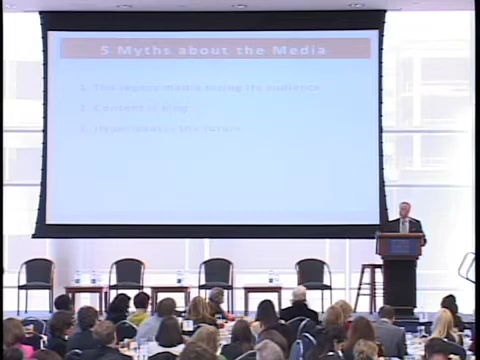 5 Myths about the Media
1. The legacy media losing its audience
2. Content is king
3. Hyperlocal is the future